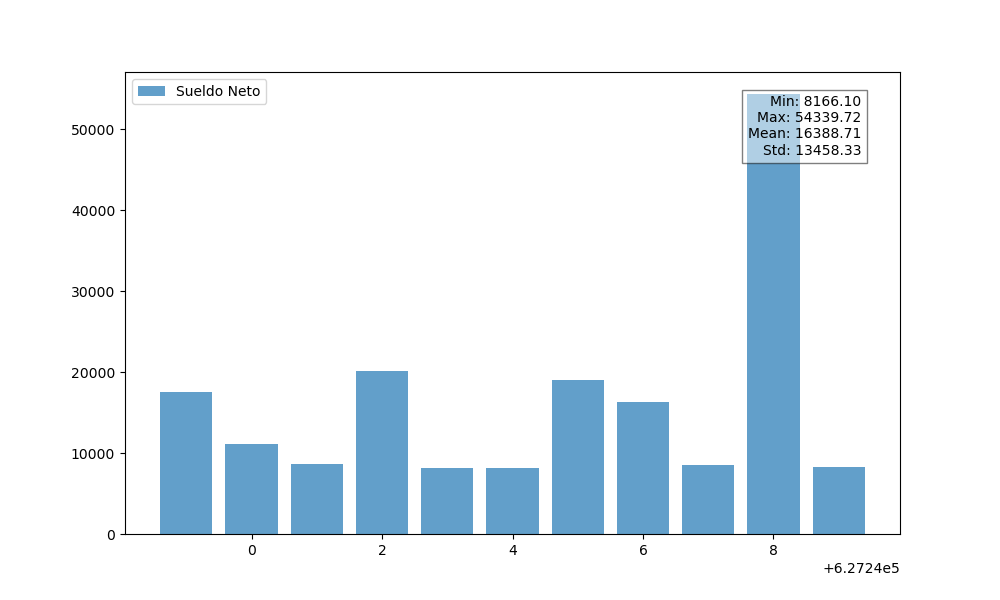 Sueldo Neto
Min: 8166.10
Max: 54339.72
Mean: 16388.71
Std: 13458.33
50000
40000
30000
20000
10000
0
0 2 4 6 8
+6.2724e5